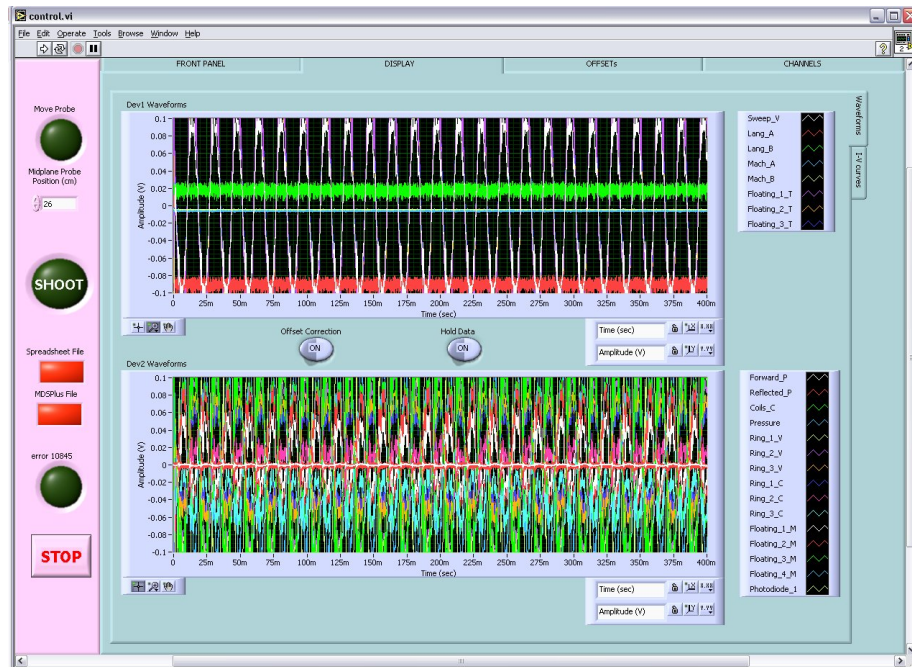 control.vi
File Edit Operate Tools Browse Window Help
2
FRONT PANEL DISPLAY OFFSETs CHANNELS
Move Probe
Midplane Probe
Position (cm)
26
SHOOT
Spreadsheet File
MDSPlus File
error 10845
STOP
Waveforms
I-V curves
Dev1 Waveforms
Amplitude (V)
0.1
0.08
0.06
0.04
0.02
0
-0.02
-0.04
-0.06
-0.08
-0.1
0 25m 50m 75m 100m 125m 150m 175m 200m 225m 250m 275m 300m 325m 350m 375m 400m
Time (sec)
Sweep_V
Lang_A
Lang_B
Mach_A
Mach_B
Floating_1_T
Floating_2_T
Floating_3_T
Offset Correction
ON
Hold Data
ON
Time (sec)
Amplitude (V)
Dev2 Waveforms
Amplitude (V)
0.1
0.08
0.06
0.04
0.02
0
-0.02
-0.04
-0.06
-0.08
-0.1
0 25m 50m 75m 100m 125m 150m 175m 200m 225m 250m 275m 300m 325m 350m 375m 400m
Time (sec)
Forward_P
Reflected_P
Coils_C
Pressure
Ring_1_V
Ring_2_V
Ring_3_V
Ring_1_C
Ring_2_C
Ring_3_C
Floating_1_M
Floating_2_M
Floating_3_M
Floating_4_M
Photodiode_1
Time (sec)
Amplitude (V)